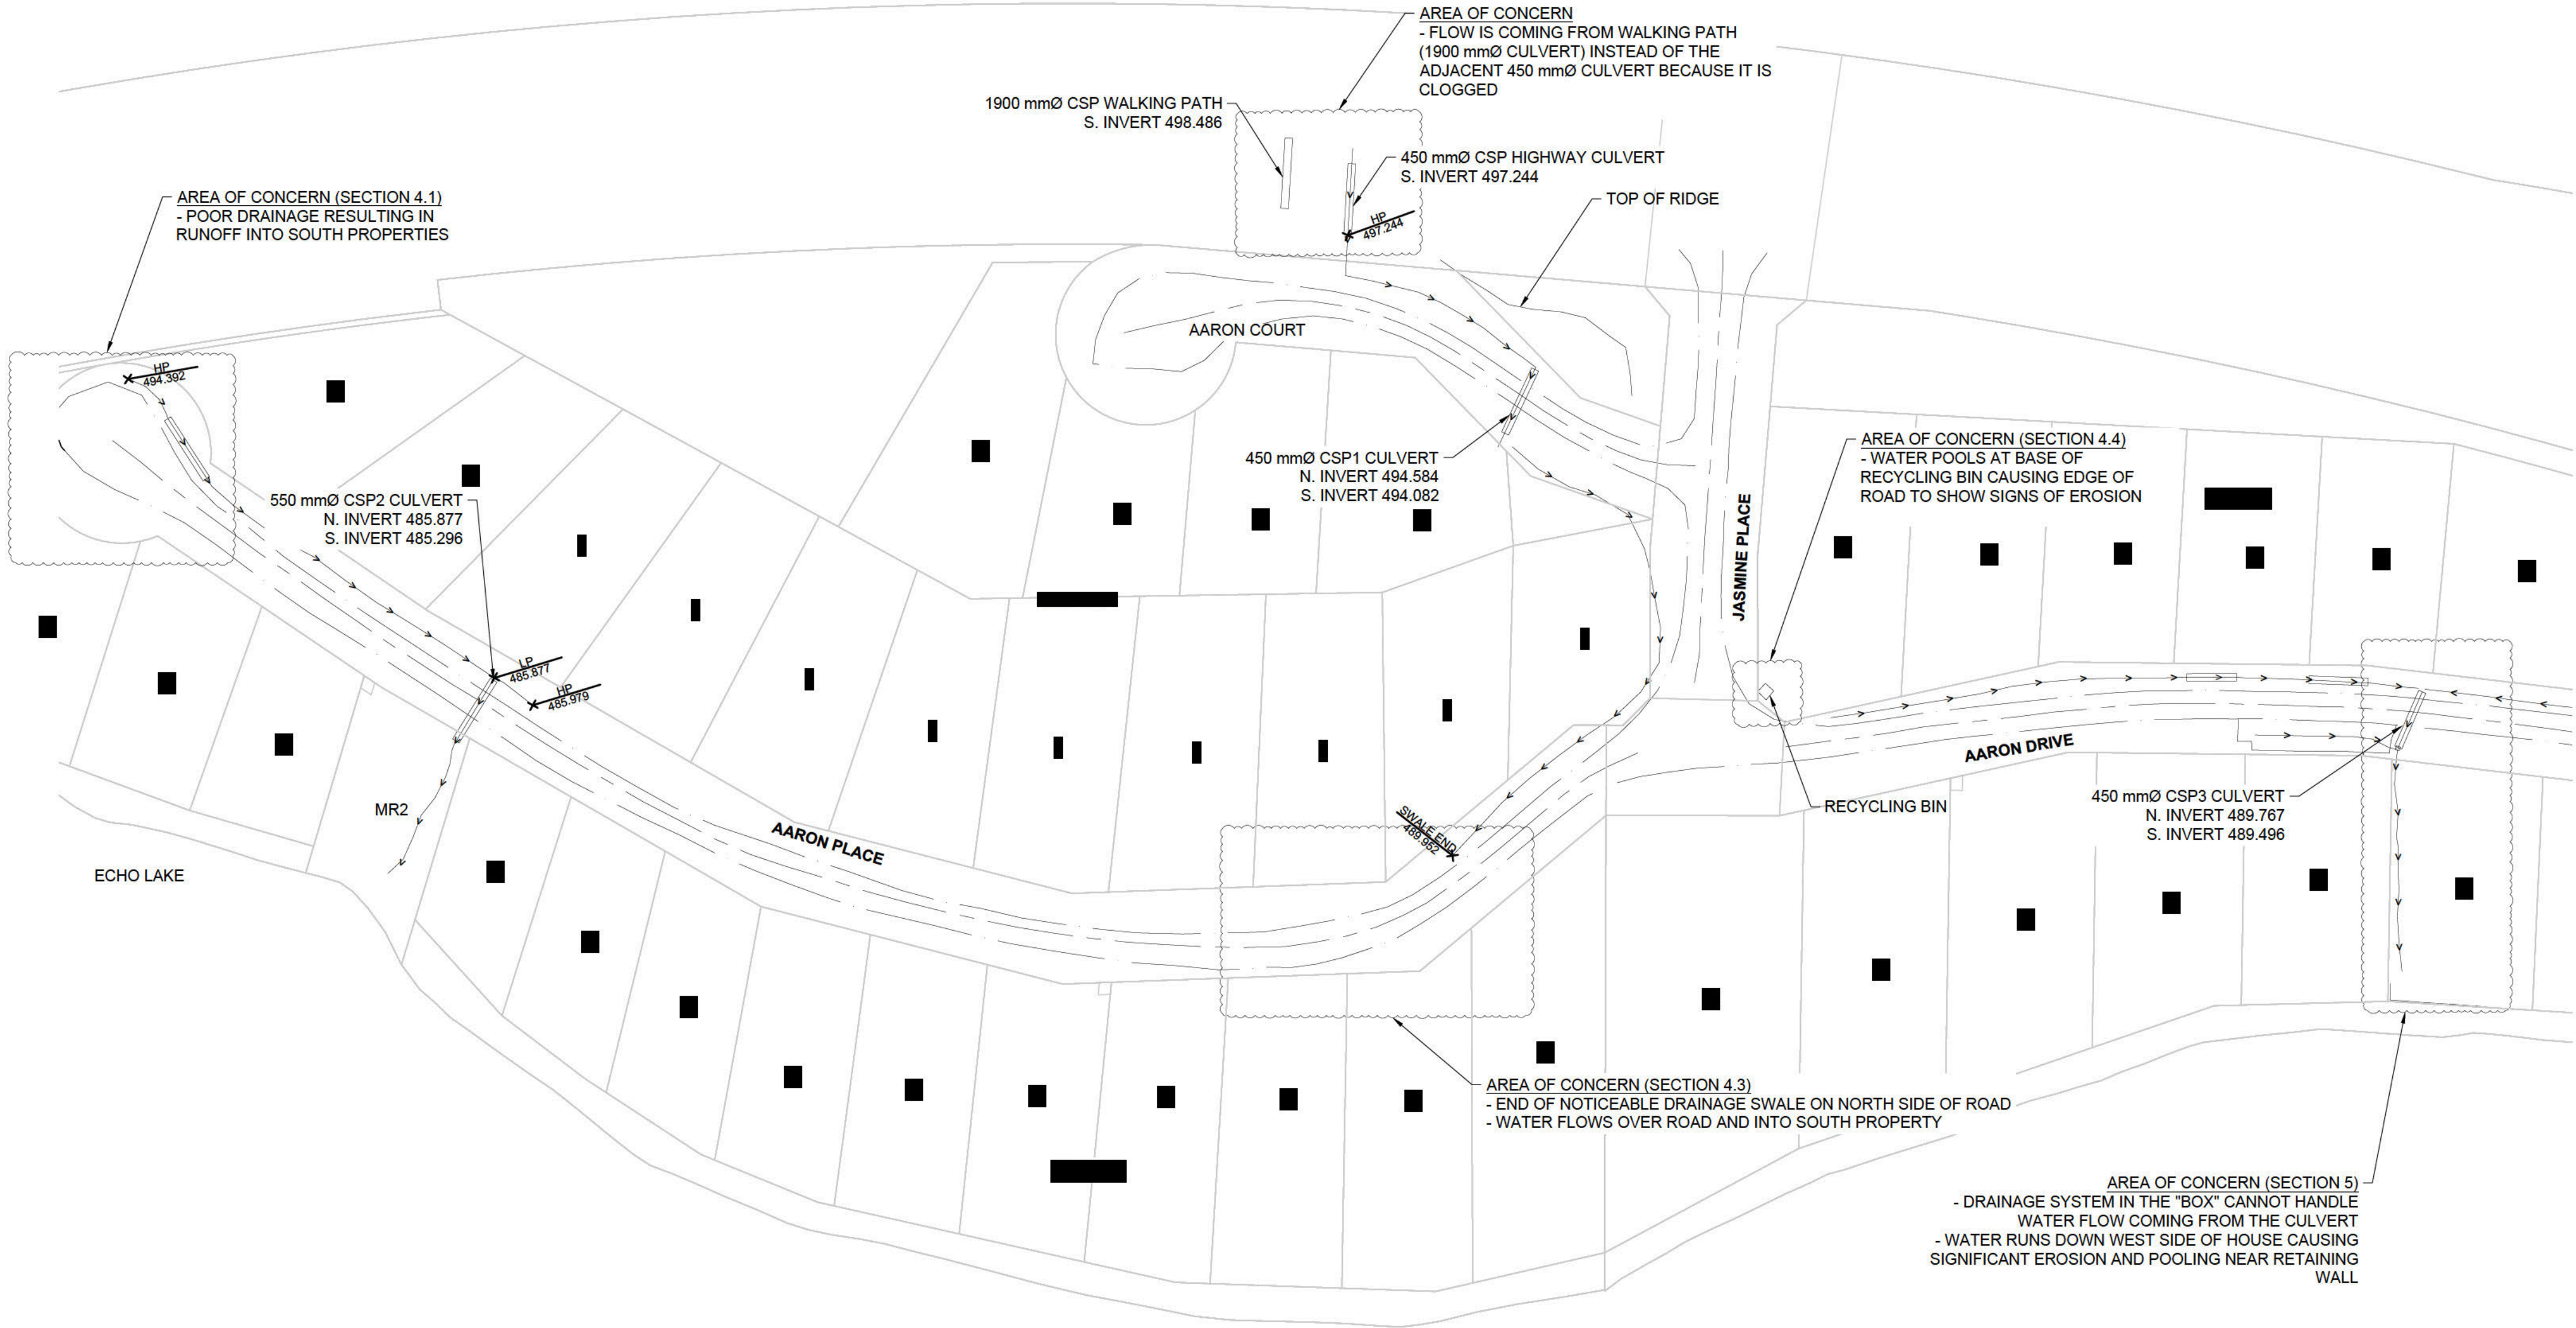 AREA OF CONCERN
- FLOW IS COMING FROM WALKING PATH
(1900 mmØ CULVERT) INSTEAD OF THE
ADJACENT 450 mmØ CULVERT BECAUSE IT IS
CLOGGED
1900 mmØ CSP WALKING PATH
S. INVERT 498.486
450 mmØ CSP HIGHWAY CULVERT
S. INVERT 497.244
HP
497.244
TOP OF RIDGE
AREA OF CONCERN (SECTION 4.1)
- POOR DRAINAGE RESULTING IN
RUNOFF INTO SOUTH PROPERTIES
HP
494.392
AARON COURT
550 mmØ CSP2 CULVERT
N. INVERT 485.877
S. INVERT 485.296
450 mmØ CSP1 CULVERT
N. INVERT 494.584
S. INVERT 494.082
JASMINE PLACE
AREA OF CONCERN (SECTION 4.4)
- WATER POOLS AT BASE OF
RECYCLING BIN CAUSING EDGE OF
ROAD TO SHOW SIGNS OF EROSION
LP
485.877
HP
485.979
MR2
ECHO LAKE
AARON PLACE
SWALE END
489.952
AARON DRIVE
RECYCLING BIN
450 mmØ CSP3 CULVERT
N. INVERT 489.767
S. INVERT 489.496
AREA OF CONCERN (SECTION 4.3)
- END OF NOTICEABLE DRAINAGE SWALE ON NORTH SIDE OF ROAD
- WATER FLOWS OVER ROAD AND INTO SOUTH PROPERTY
AREA OF CONCERN (SECTION 5)
- DRAINAGE SYSTEM IN THE "BOX" CANNOT HANDLE
WATER FLOW COMING FROM THE CULVERT
- WATER RUNS DOWN WEST SIDE OF HOUSE CAUSING
SIGNIFICANT EROSION AND POOLING NEAR RETAINING
WALL